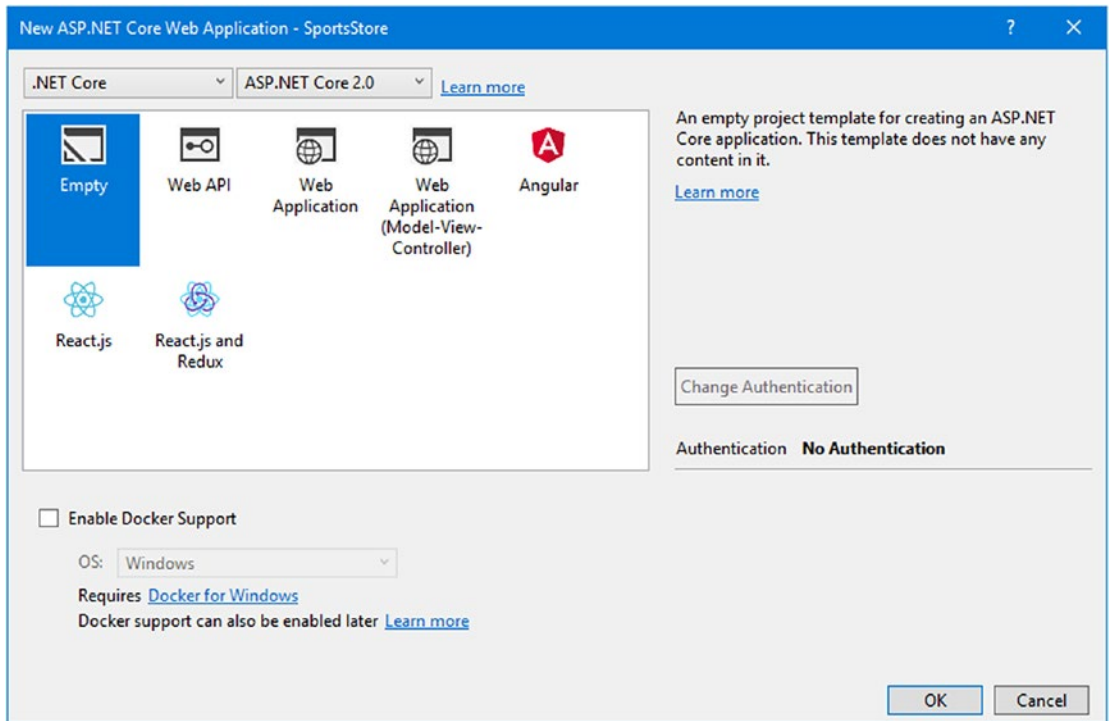 New ASP.NET Core Web Application - SportsStore
?
.NET Core
ASP.NET Core 2.0
Learn more
Empty
Web API
Web
Application
Web
Application
(Model-View-
Controller)
Angular
React.js
React.js and
Redux
An empty project template for creating an ASP.NET
Core application. This template does not have any
content in it.
Learn more
Change Authentication
Authentication No Authentication
Enable Docker Support
OS: Windows
Requires Docker for Windows
Docker support can also be enabled later Learn more
OK
Cancel